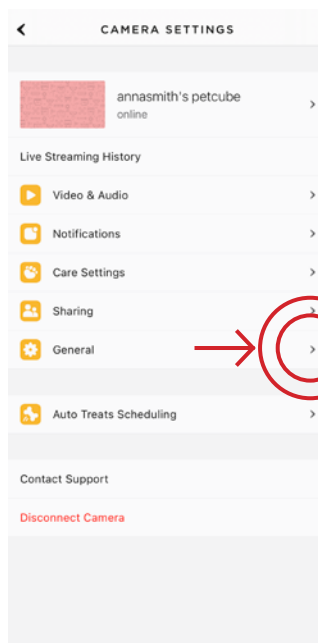 CAMERA SETTINGS
annasmith's petcube
online
Live Streaming History
Video & Audio
Notifications
Care Settings
Sharing
General
Auto Treats Scheduling
Contact Support
Disconnect Camera